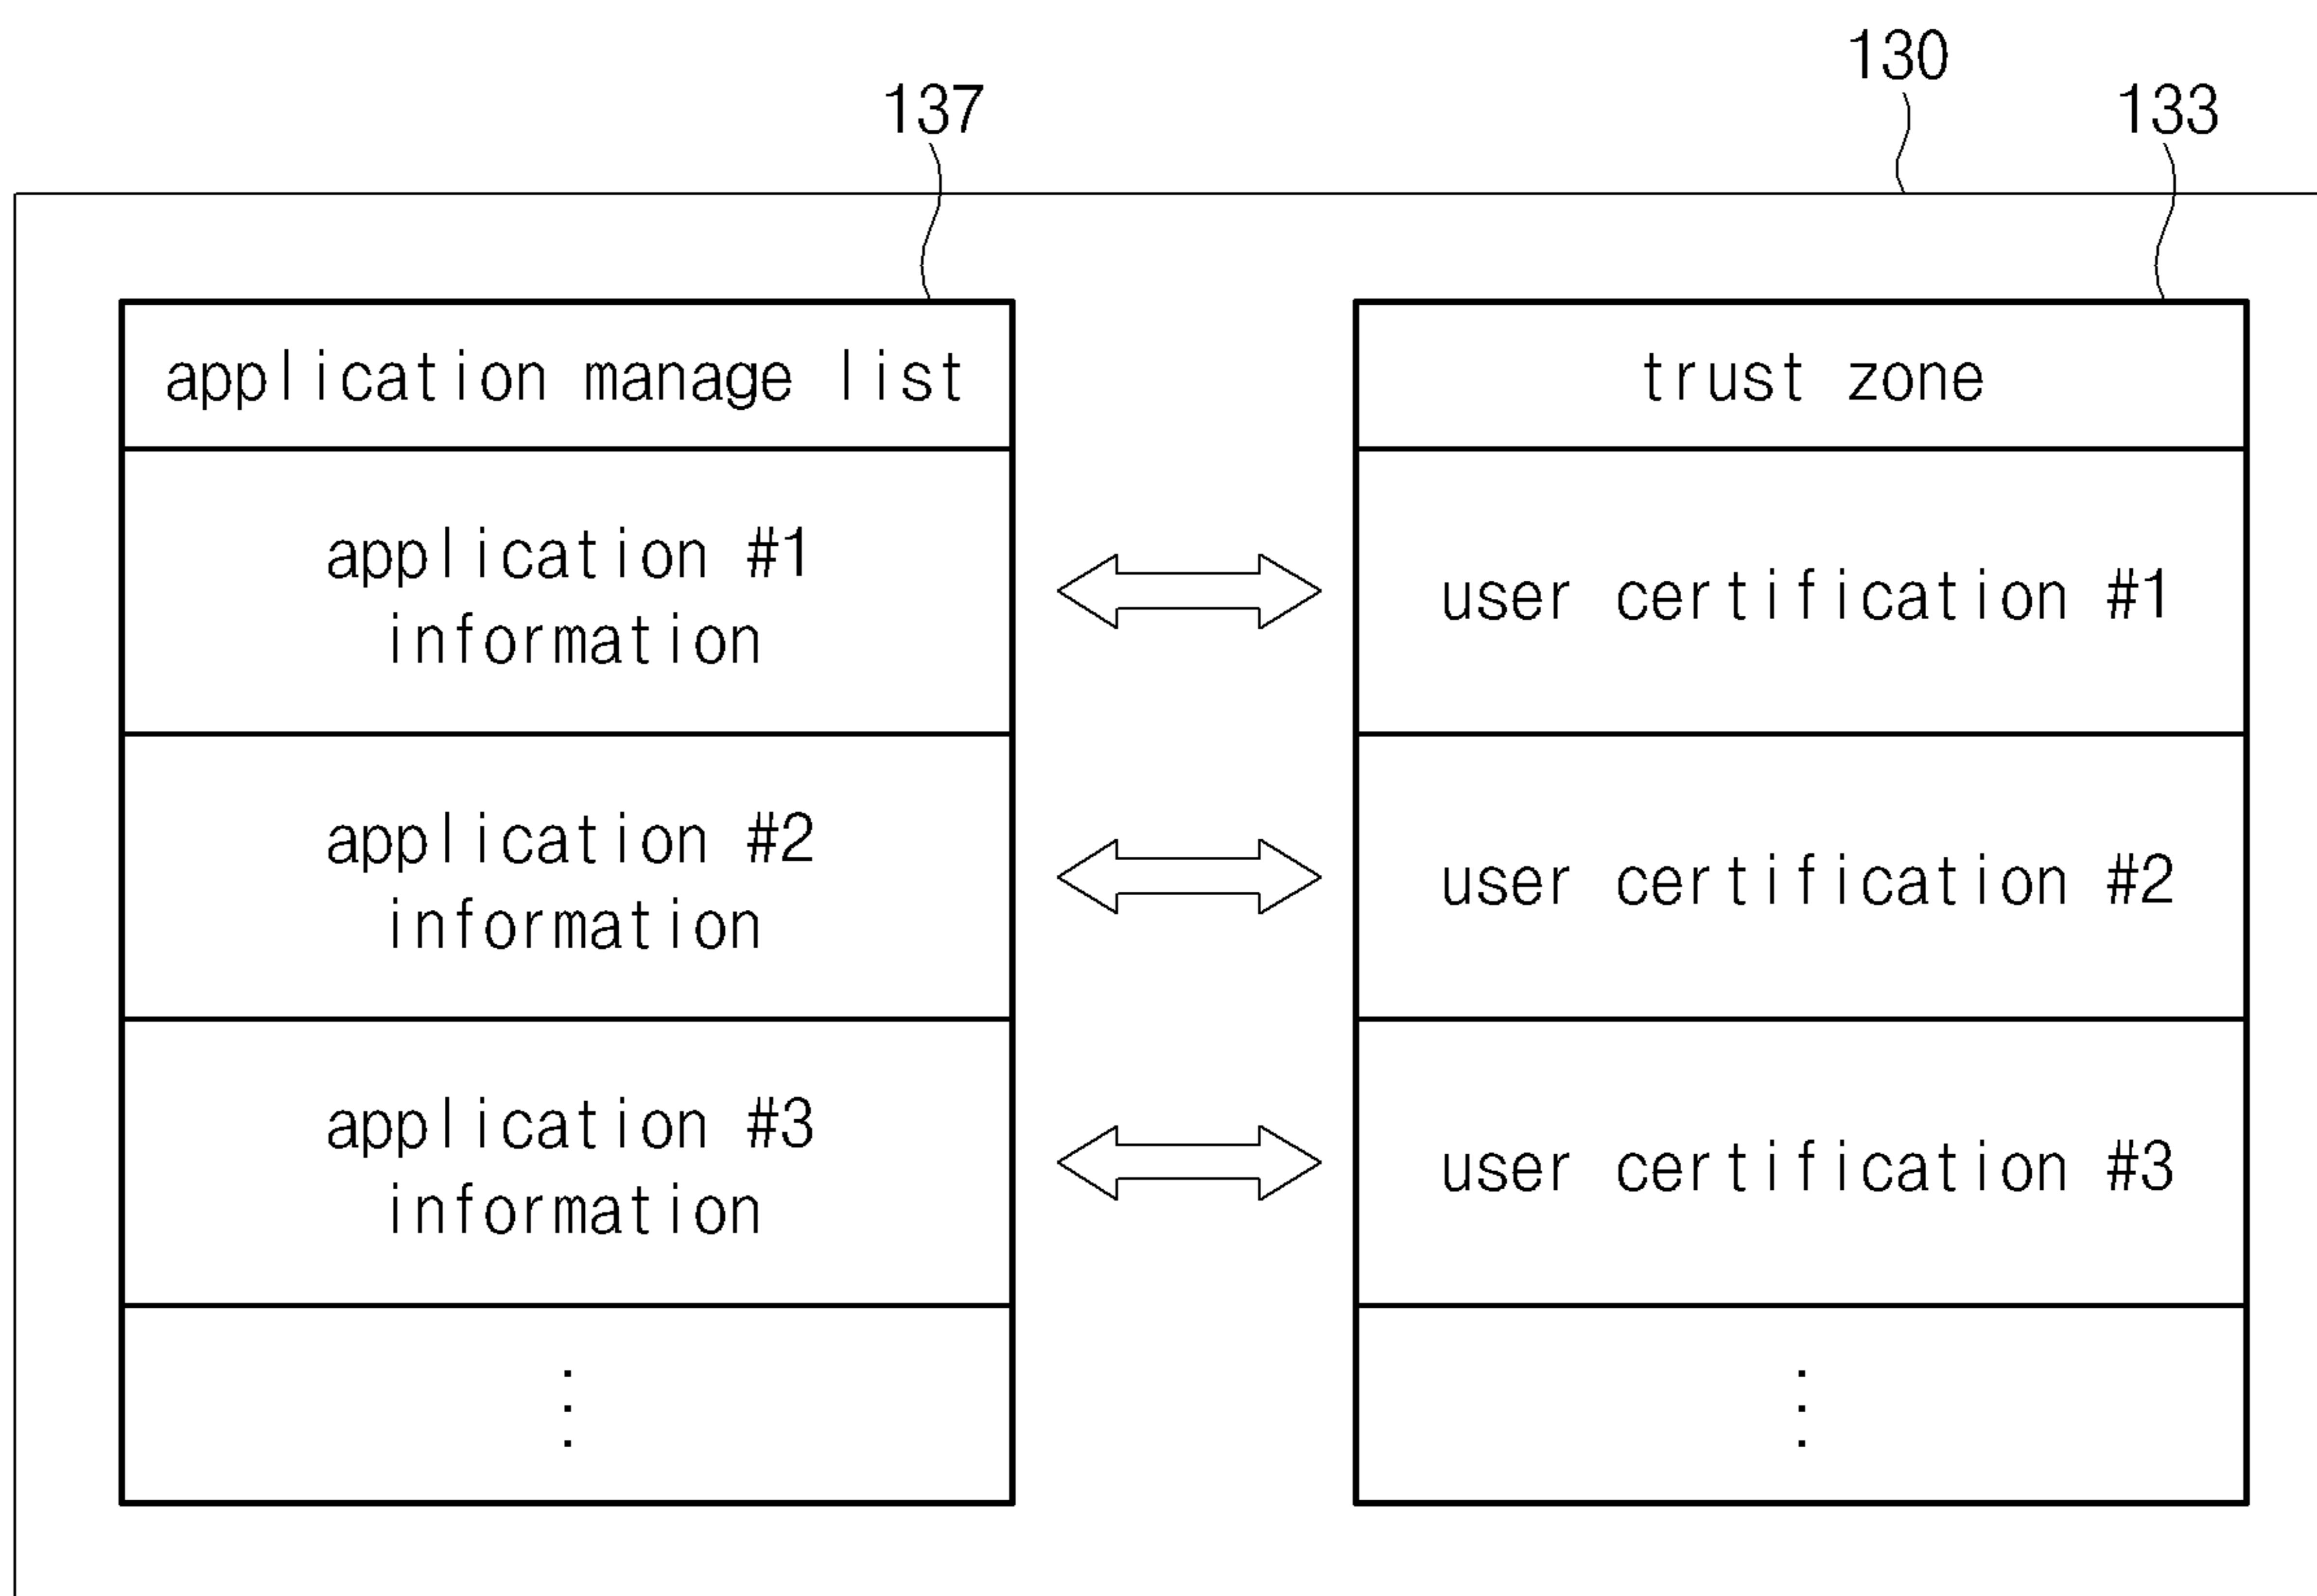 130
137
133
application manage list
trust zone
application #1
information
user certification #1
application #2
information
user certification #2
application #3
information
user certification #3